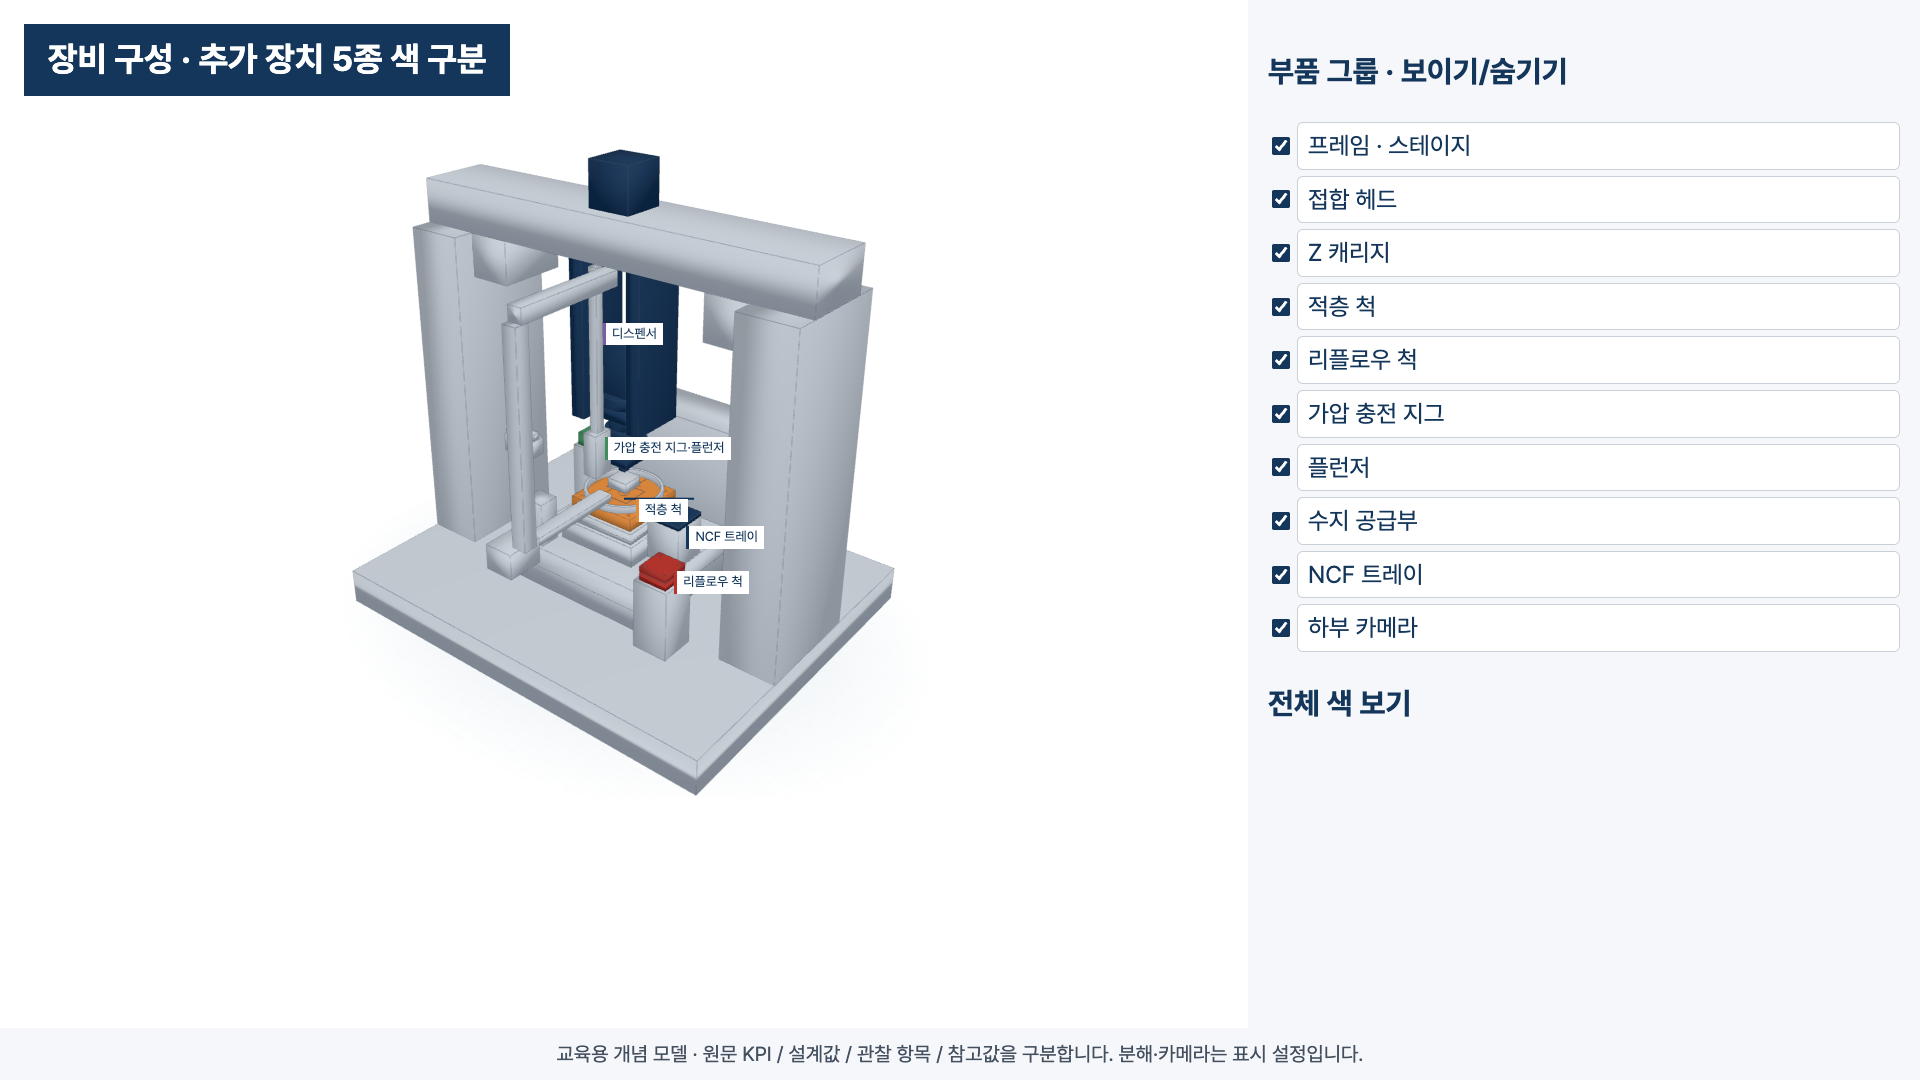 장비 구성 · 추가 장치 5종 색 구분
디스펜서
가압 충전 지그·플런저
적층 척
NCF 트레이
리플로우 척
부품 그룹 · 보이기/숨기기
프레임 · 스테이지
접합 헤드
Z 캐리지
적층 척
리플로우 척
가압 충전 지그
플런저
수지 공급부
NCF 트레이
하부 카메라
전체 색 보기
교육용 개념 모델 · 원문 KPI / 설계값 / 관찰 항목 / 참고값을 구분합니다. 분해·카메라는 표시 설정입니다.